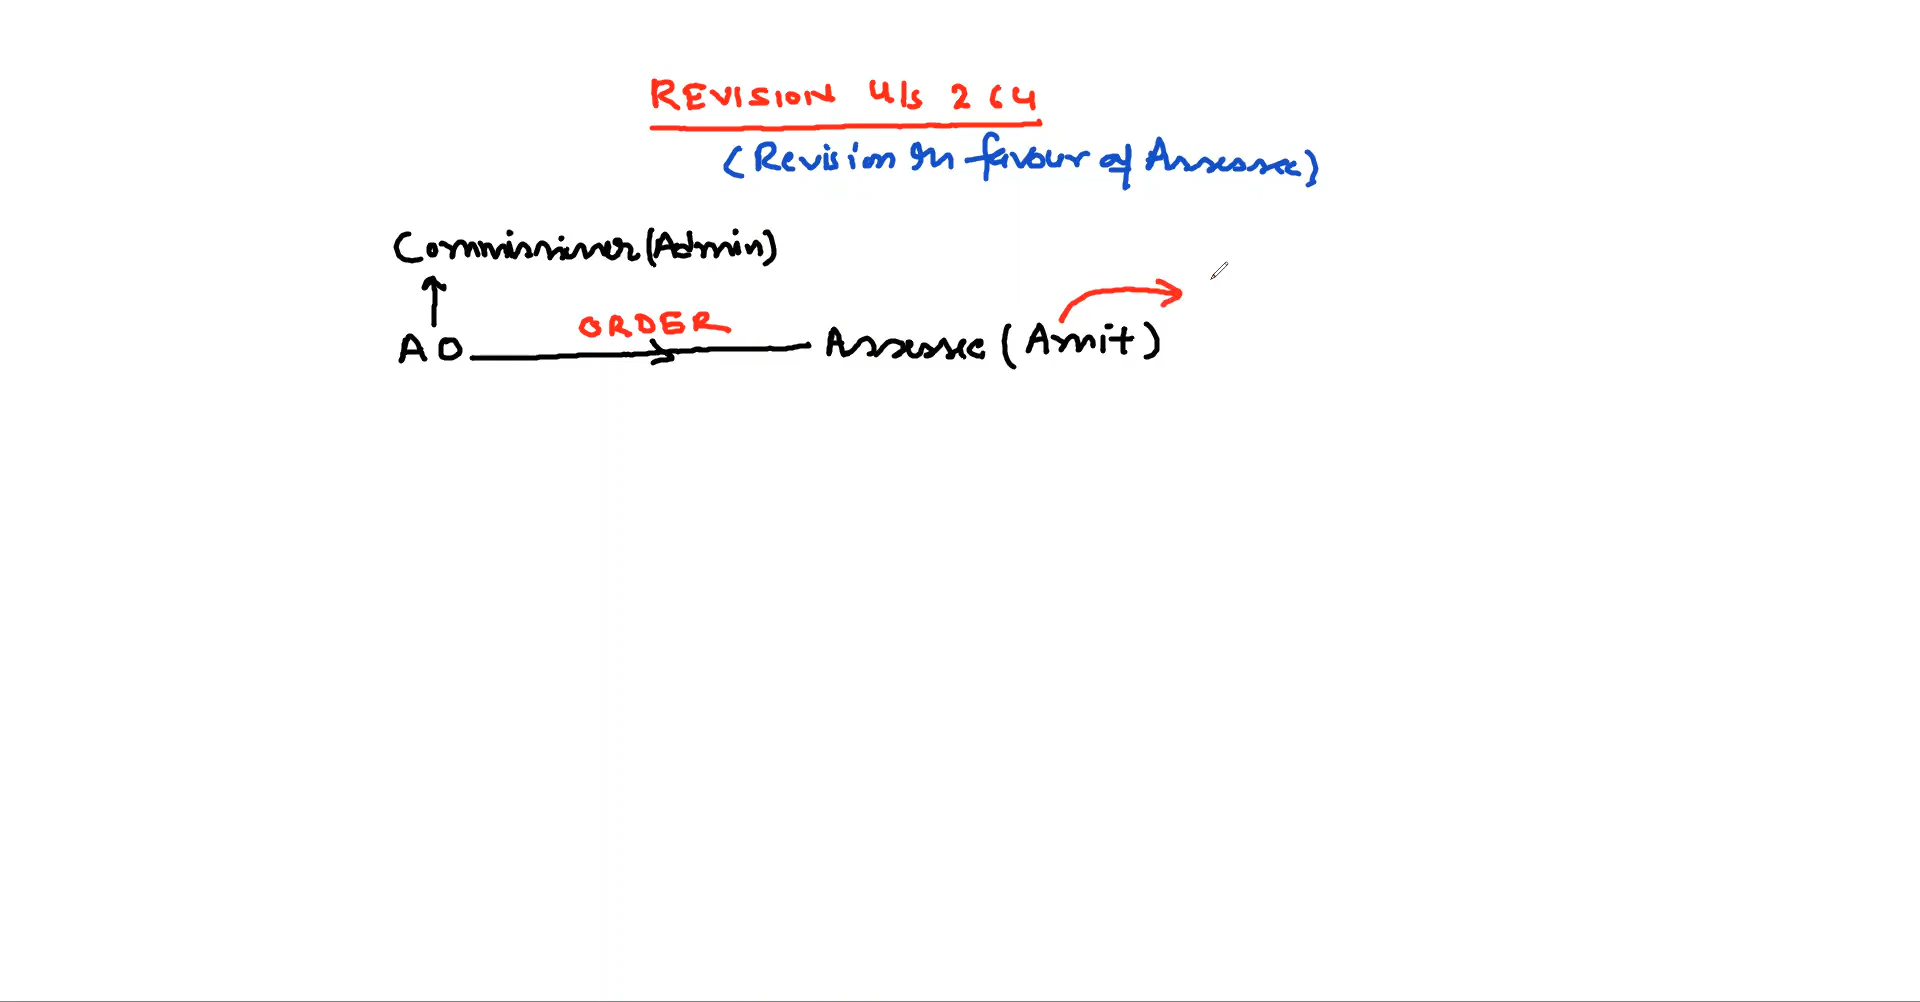 REVISION U/S 264
(Revision In favour of Assessee)
Commissioner (Admin)
ORDER
AO Assessee (Amit)